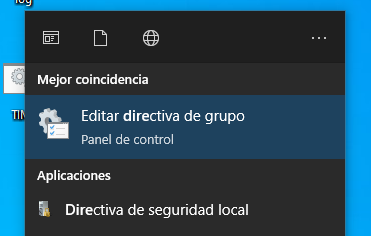 Mejor coincidencia
Editar directiva de grupo
Panel de control
Aplicaciones
Directiva de seguridad local